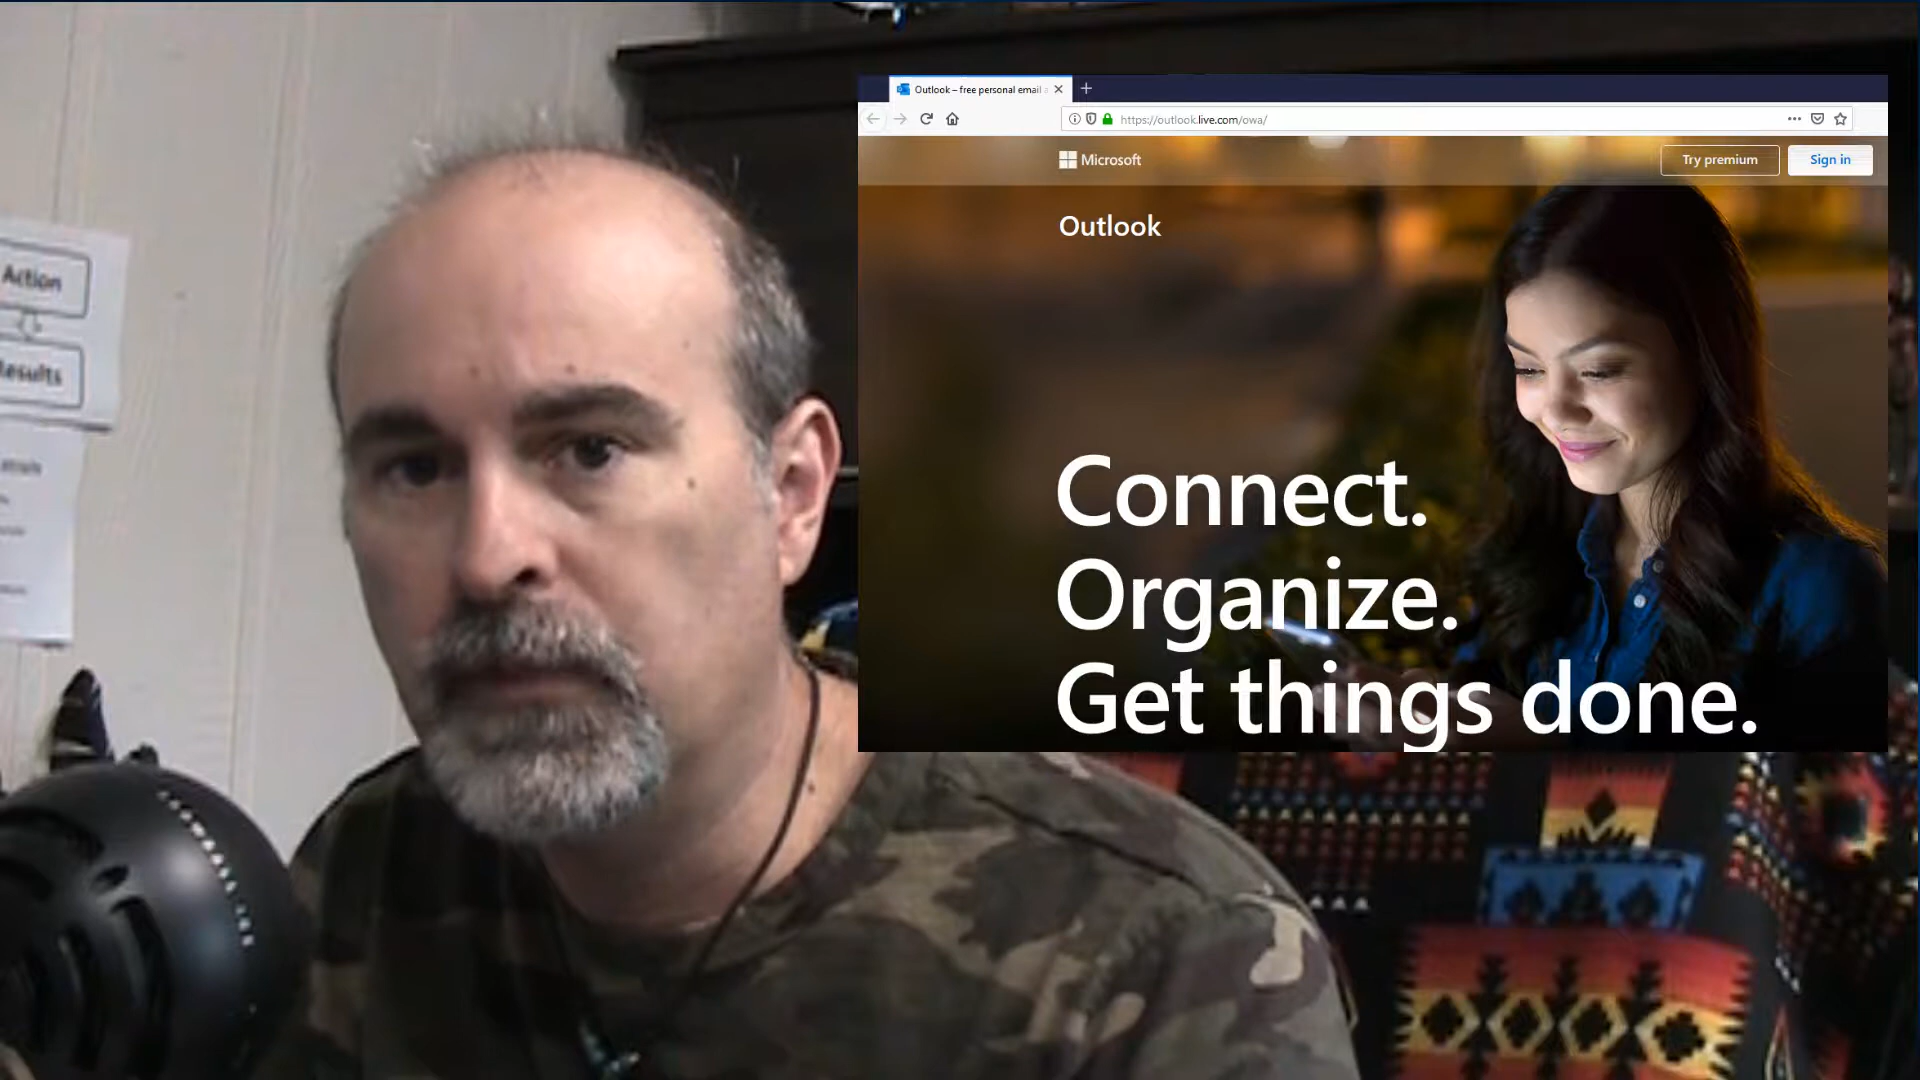 Action
Results
Outlook – free personal email a
https://outlook.live.com/owa/
Microsoft
Try premium
Sign in
Outlook
Connect.
Organize.
Get things done.